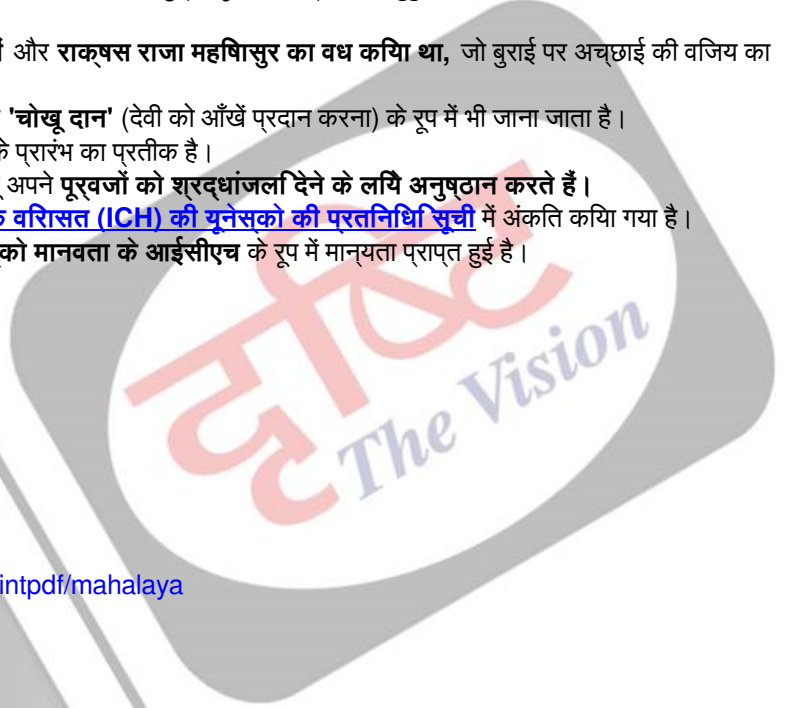 और राक्षस राजा महिषासुर का वध किया था, जो बुराई पर अच्छाई की विजय का
'चोखू दान' (देवी को आँखें प्रदान करना) के रूप में भी जाना जाता है।
के प्रारंभ का प्रतीक है।
अपने पूर्वजों को श्रद्धांजलि देने के लिये अनुष्ठान करते हैं।
विरासत (ICH) की यूनेस्को की प्रतिनिधि सूची में अंकित किया गया है।
को मानवता के आईसीएच के रूप में मान्यता प्राप्त हुई है।
दृष्टि
The Vision
intpdf/mahalaya